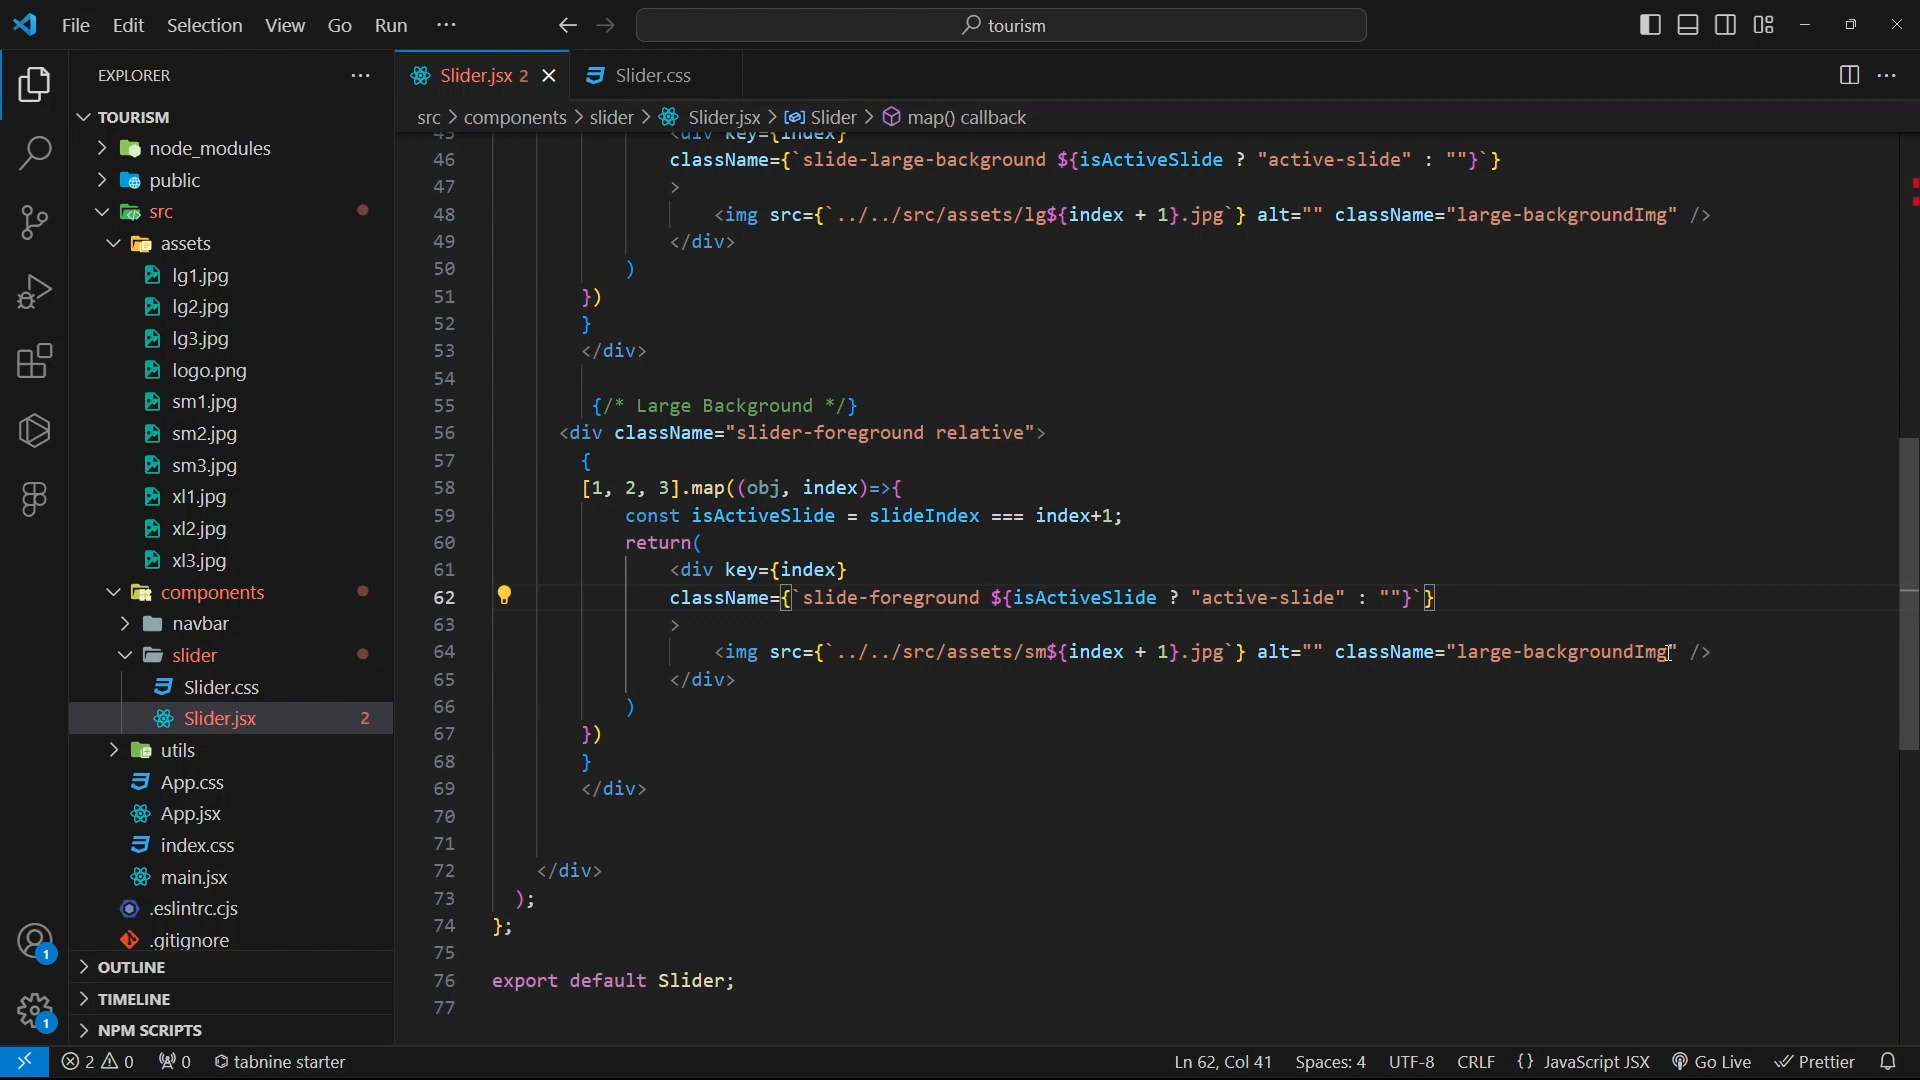 File Edit Selection View Go Run ···
tourism
EXPLORER
TOURISM
node_modules
public
src
assets
lg1.jpg
lg2.jpg
lg3.jpg
logo.png
sm1.jpg
sm2.jpg
sm3.jpg
xl1.jpg
xl2.jpg
xl3.jpg
components
navbar
slider
Slider.css
Slider.jsx 2
utils
App.css
App.jsx
index.css
main.jsx
.eslintrc.cjs
.gitignore
OUTLINE
TIMELINE
NPM SCRIPTS
Slider.jsx 2 Slider.css
src > components > slider > Slider.jsx > Slider > map() callback
45 <div key={index}
46 className={`slide-large-background ${isActiveSlide ? "active-slide" : ""}`}
47 >
48 <img src={`../../src/assets/lg${index + 1}.jpg`} alt="" className="large-backgroundImg" />
49 </div>
50 )
51 })
52 }
53 </div>
54
55 {/* Large Background */}
56 <div className="slider-foreground relative">
57 {
58 [1, 2, 3].map((obj, index)=>{
59 const isActiveSlide = slideIndex === index+1;
60 return(
61 <div key={index}
62 className={`slide-foreground ${isActiveSlide ? "active-slide" : ""}`}
63 >
64 <img src={`../../src/assets/sm${index + 1}.jpg`} alt="" className="large-backgroundImg" />
65 </div>
66 )
67 })
68 }
69 </div>
70
71
72 </div>
73 );
74 };
75
76 export default Slider;
77
1
1
2 0 0 tabnine starter
Ln 62, Col 41 Spaces: 4 UTF-8 CRLF {} JavaScript JSX Go Live Prettier